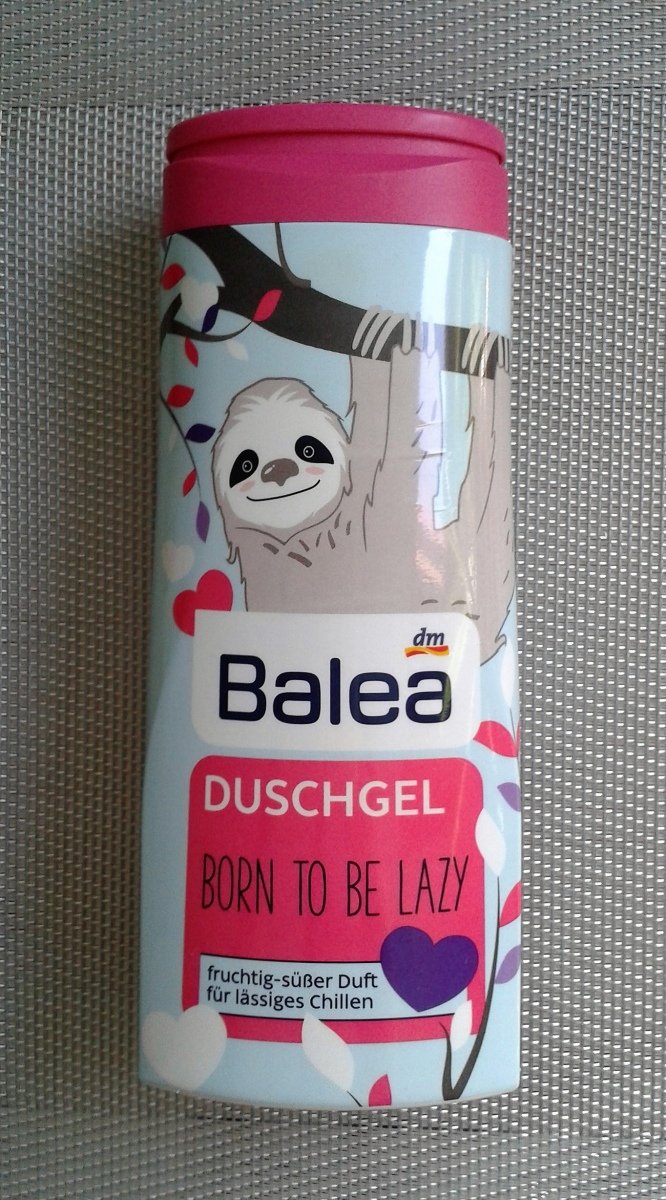 dm
Balea
DUSCHGEL
BORN TO BE LAZY
fruchtig-süßer Duft
für lässiges Chillen